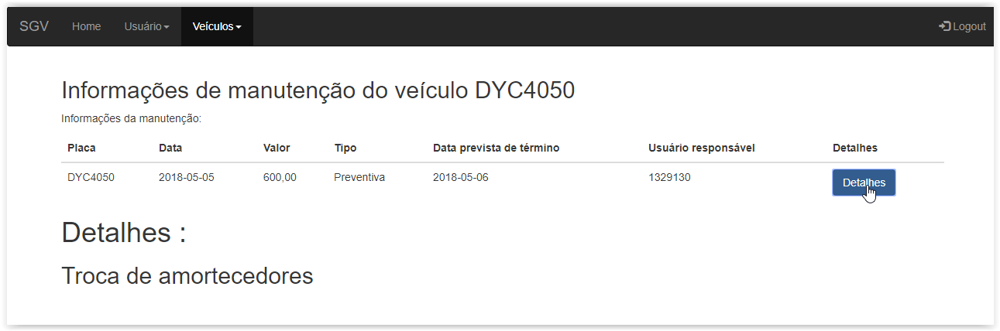 SGV Home Usuário Veículos Logout
Informações de manutenção do veículo DYC4050
Informações da manutenção:
Placa Data Valor Tipo Data prevista de término Usuário responsável Detalhes
DYC4050 2018-05-05 600,00 Preventiva 2018-05-06 1329130 Detalhes
Detalhes :
Troca de amortecedores